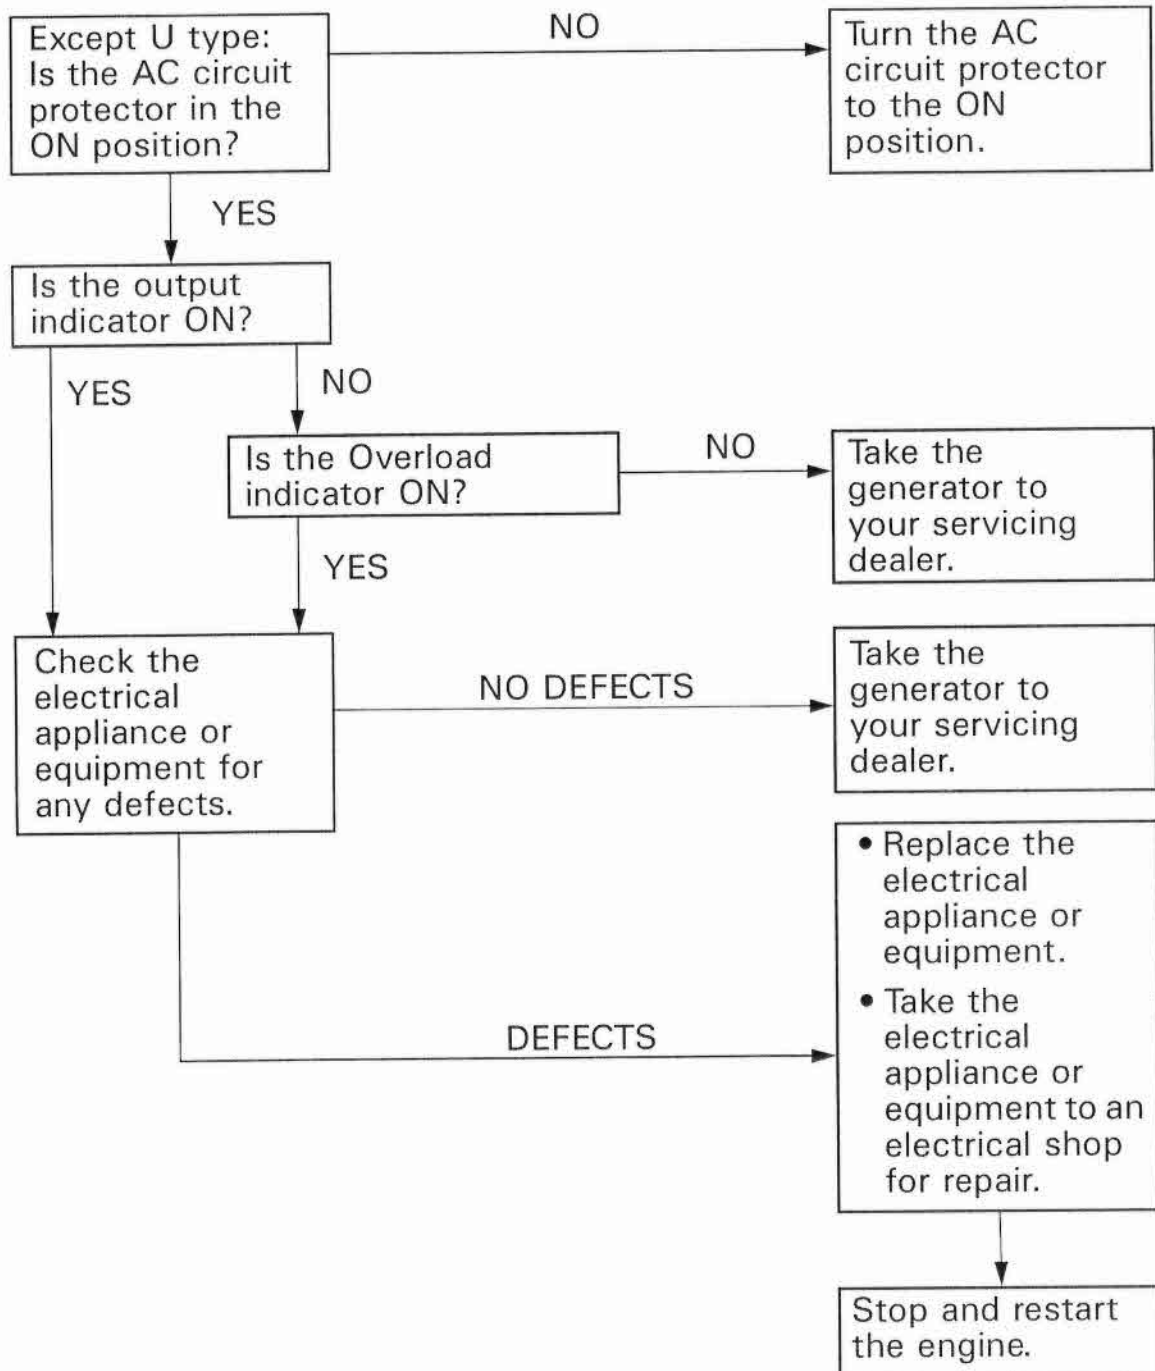 Except U type:
Is the AC circuit
protector in the
ON position?
NO
Turn the AC
circuit protector
to the ON
position.
YES
Is the output
indicator ON?
YES
NO
Is the Overload
indicator ON?
NO
Take the
generator to
your servicing
dealer.
YES
Check the
electrical
appliance or
equipment for
any defects.
NO DEFECTS
Take the
generator to
your servicing
dealer.
DEFECTS
• Replace the
electrical
appliance or
equipment.
• Take the
electrical
appliance or
equipment to an
electrical shop
for repair.
Stop and restart
the engine.